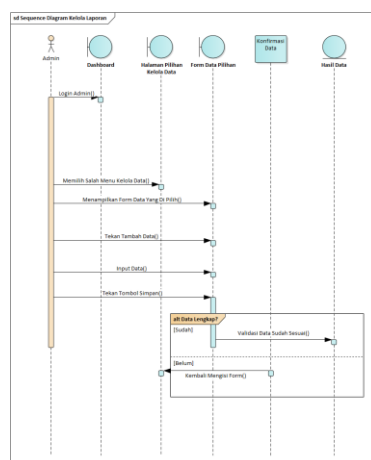 sd Sequence Diagram Kelola Laporan
Konfirmasi
Data
Admin
Dashboard
Halaman Pilihan
Kelola Data
Form Data Pilihan
Hasil Data
Login Admin()
Memilih Salah Menu Kelola Data()
Menampilkan Form Data Yang Di Pilih()
Tekan Tambah Data()
Input Data()
Tekan Tombol Simpan()
alt Data Lengkap?
[Sudah]
Validasi Data Sudah Sesuai()
[Belum]
Kembali Mengisi Form()